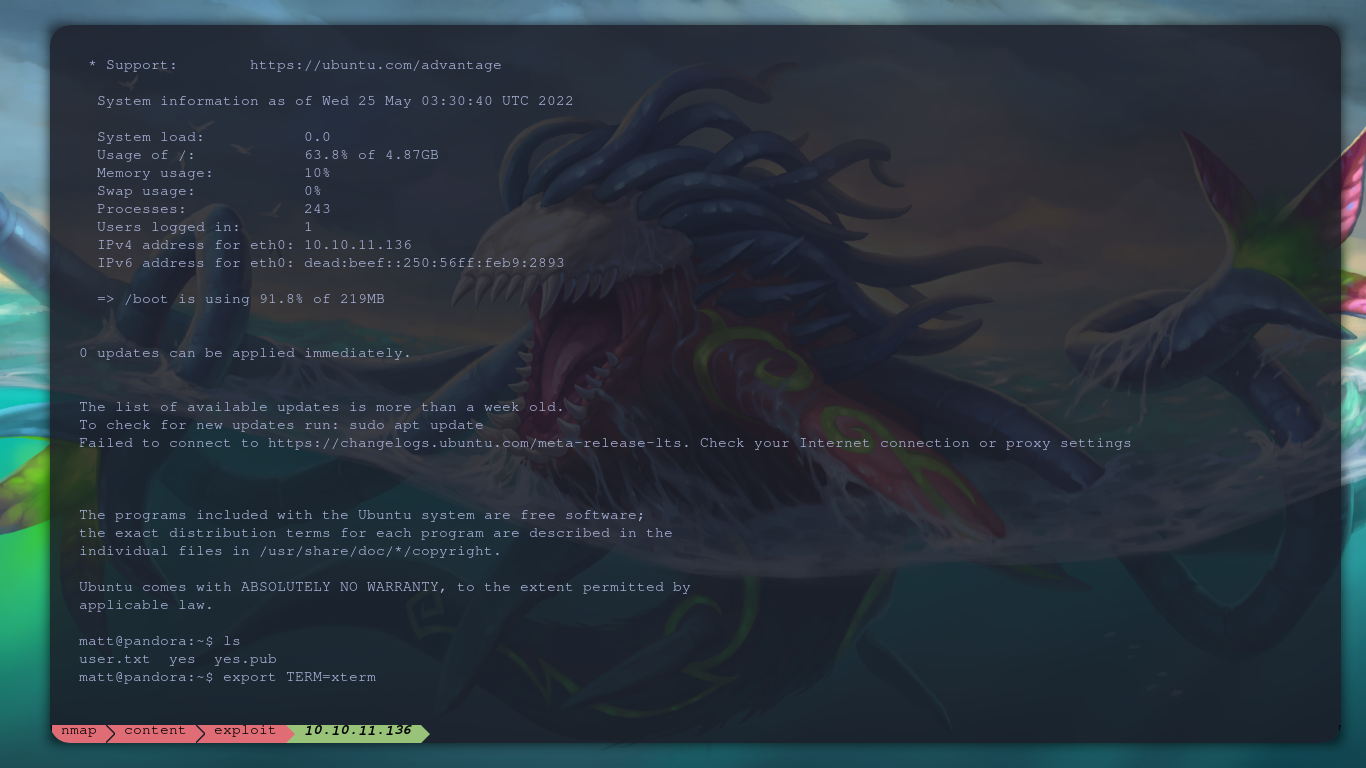 * Support:        https://ubuntu.com/advantage
  System information as of Wed 25 May 03:30:40 UTC 2022
  System load:           0.0
  Usage of /:            63.8% of 4.87GB
  Memory usage:          10%
  Swap usage:            0%
  Processes:             243
  Users logged in:       1
  IPv4 address for eth0: 10.10.11.136
  IPv6 address for eth0: dead:beef::250:56ff:feb9:2893
  => /boot is using 91.8% of 219MB
0 updates can be applied immediately.
The list of available updates is more than a week old.
To check for new updates run: sudo apt update
Failed to connect to https://changelogs.ubuntu.com/meta-release-lts. Check your Internet connection or proxy settings
The programs included with the Ubuntu system are free software;
the exact distribution terms for each program are described in the
individual files in /usr/share/doc/*/copyright.
Ubuntu comes with ABSOLUTELY NO WARRANTY, to the extent permitted by
applicable law.
matt@pandora:~$ ls
user.txt  yes  yes.pub
matt@pandora:~$ export TERM=xterm
nmap content exploit 10.10.11.136